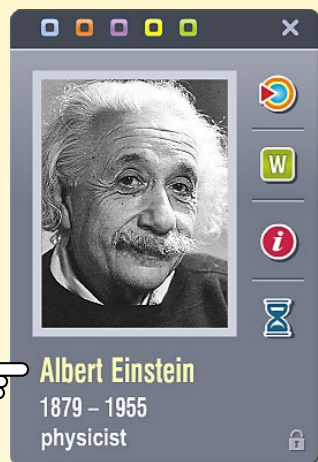 W
i
Albert Einstein
1879 – 1955
physicist